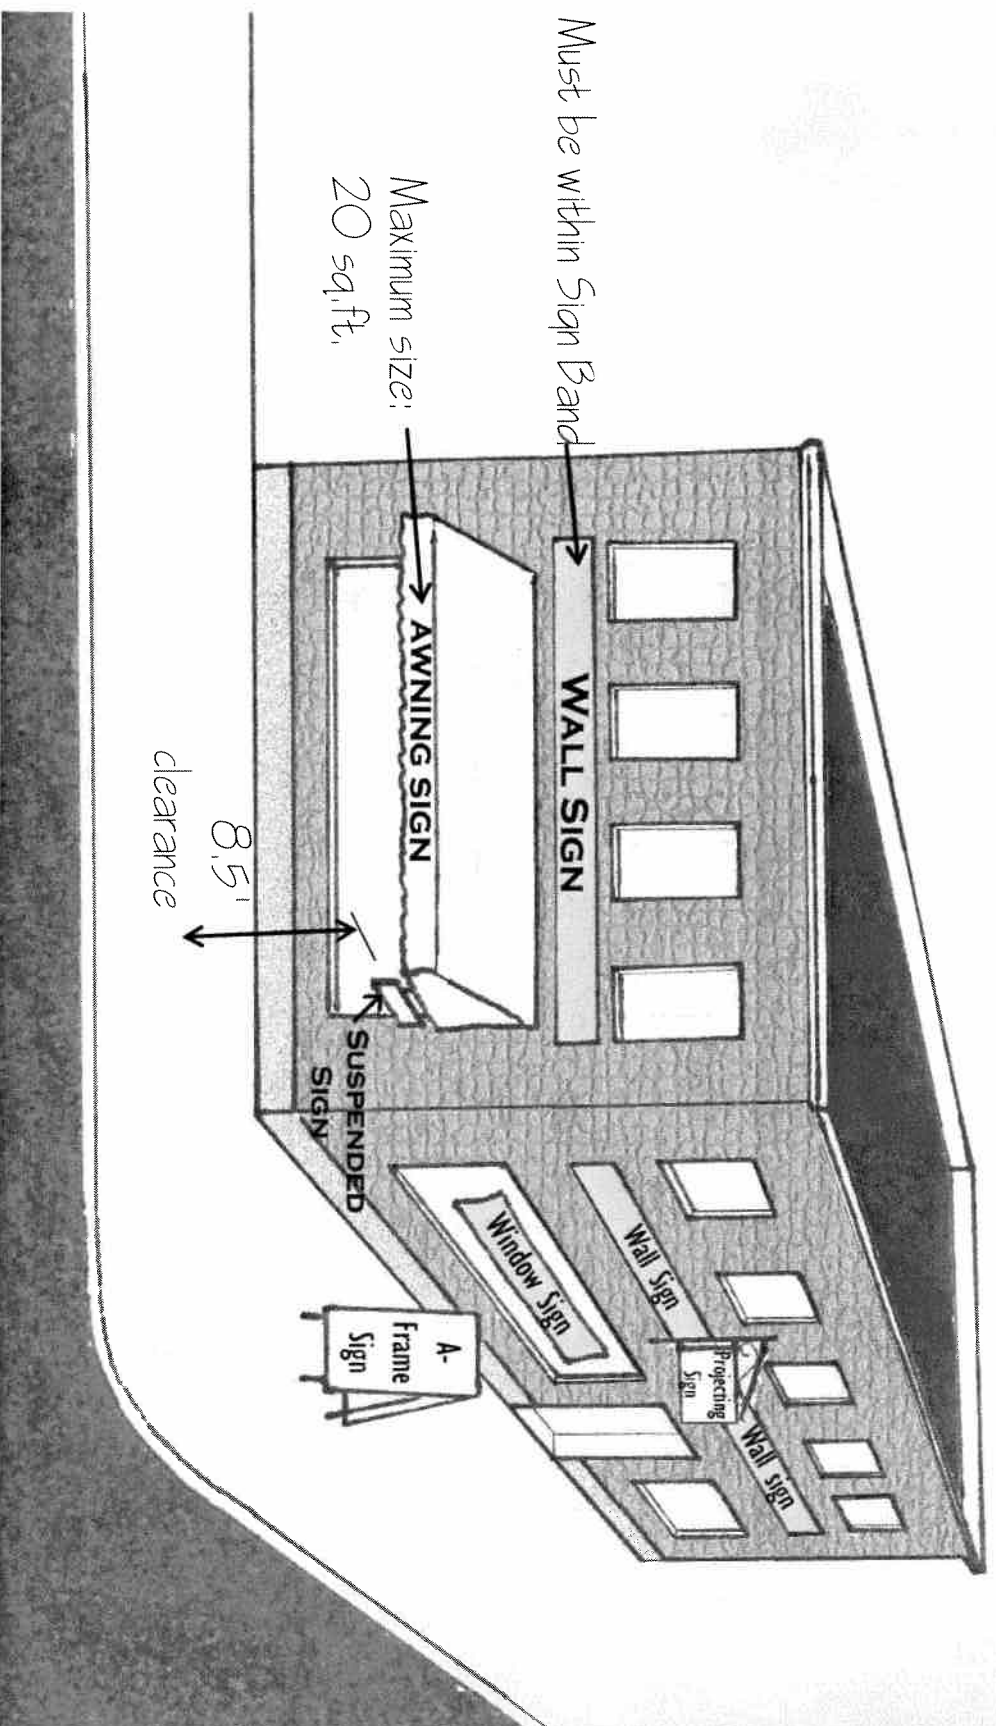 Must be within Sign Band
Maximum size:
20 sq.ft.
WALL SIGN
AWNING SIGN
8.5'
clearance
SUSPENDED
SIGN
Wall Sign
Projecting
Sign
Wall sign
Window Sign
A-
Frame
Sign